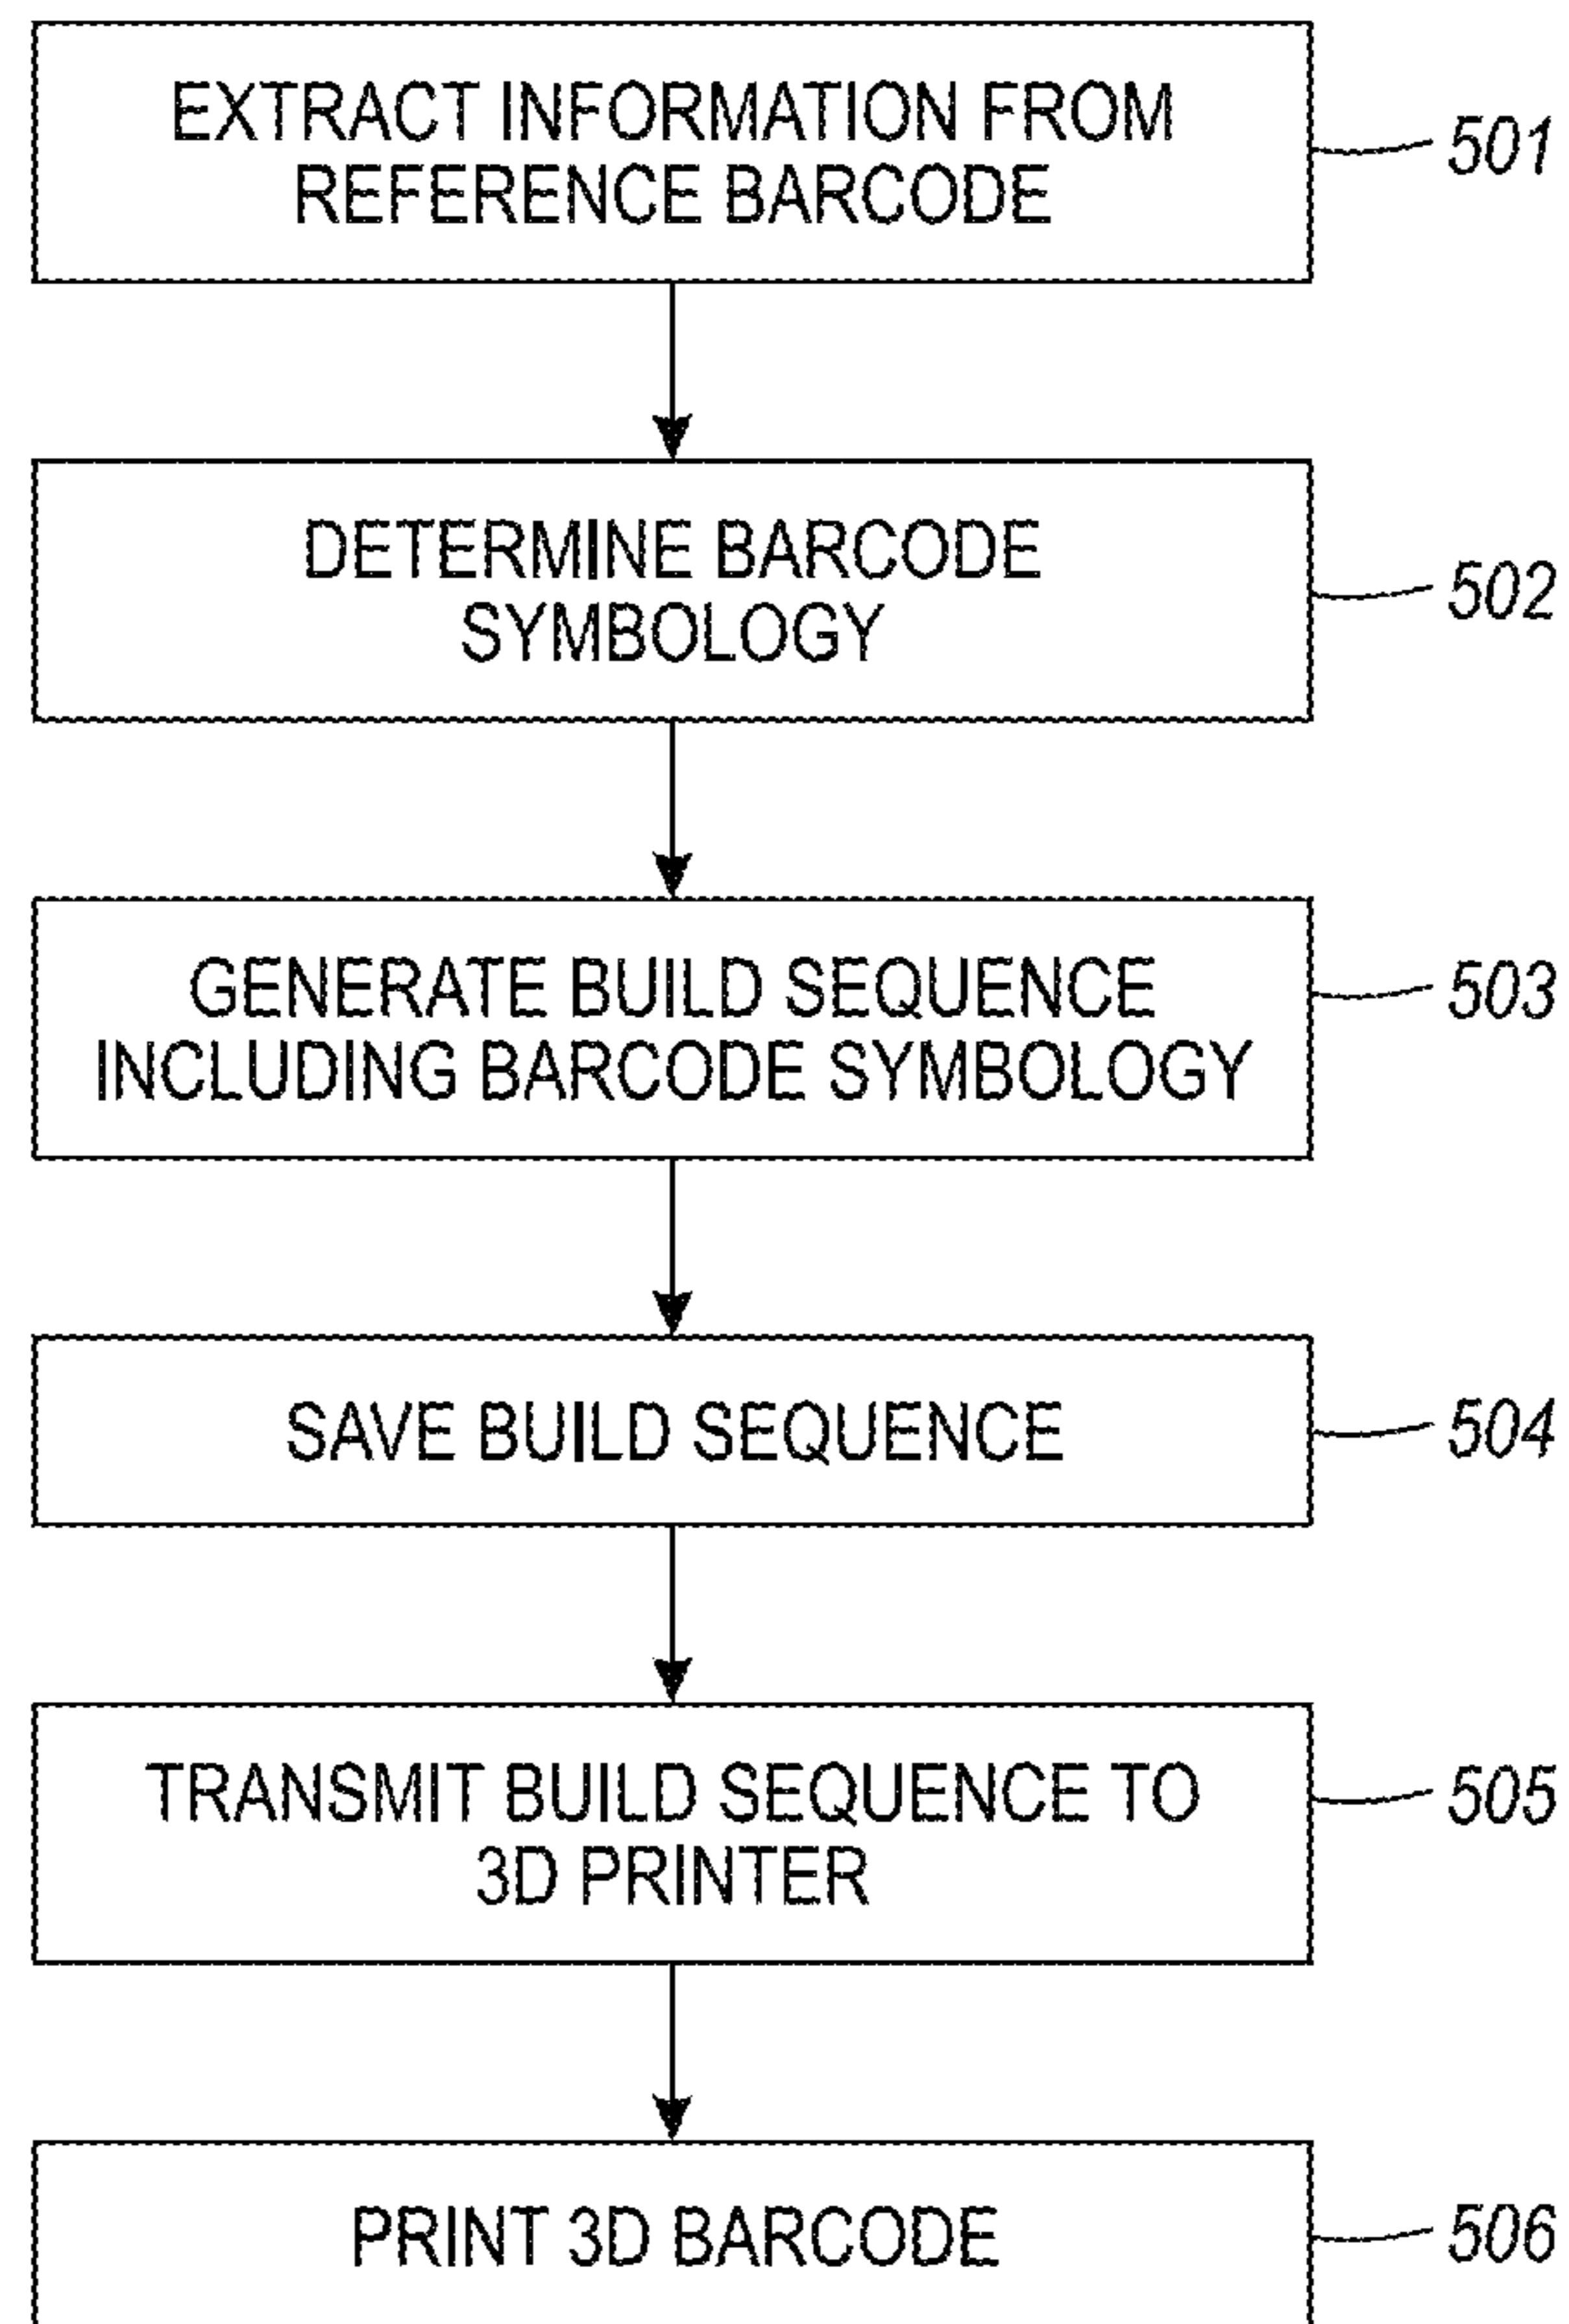 EXTRACT INFORMATION FROM
REFERENCE BARCODE
501
DETERMINE BARCODE
SYMBOLOGY
502
GENERATE BUILD SEQUENCE
INCLUDING BARCODE SYMBOLOGY
503
SAVE BUILD SEQUENCE
504
TRANSMIT BUILD SEQUENCE TO
3D PRINTER
505
PRINT 3D BARCODE
506